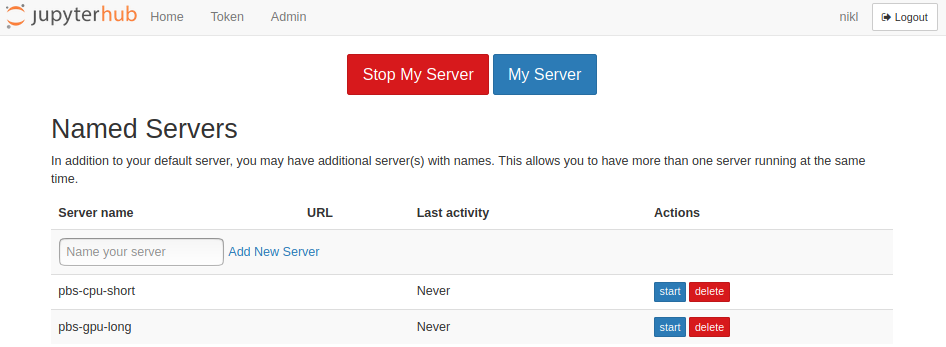 jupyterhub Home Token Admin nikl Logout
Stop My Server My Server
Named Servers
In addition to your default server, you may have additional server(s) with names. This allows you to have more than one server running at the same
time.
Server name URL Last activity Actions
Name your server Add New Server
pbs-cpu-short Never start delete
pbs-gpu-long Never start delete